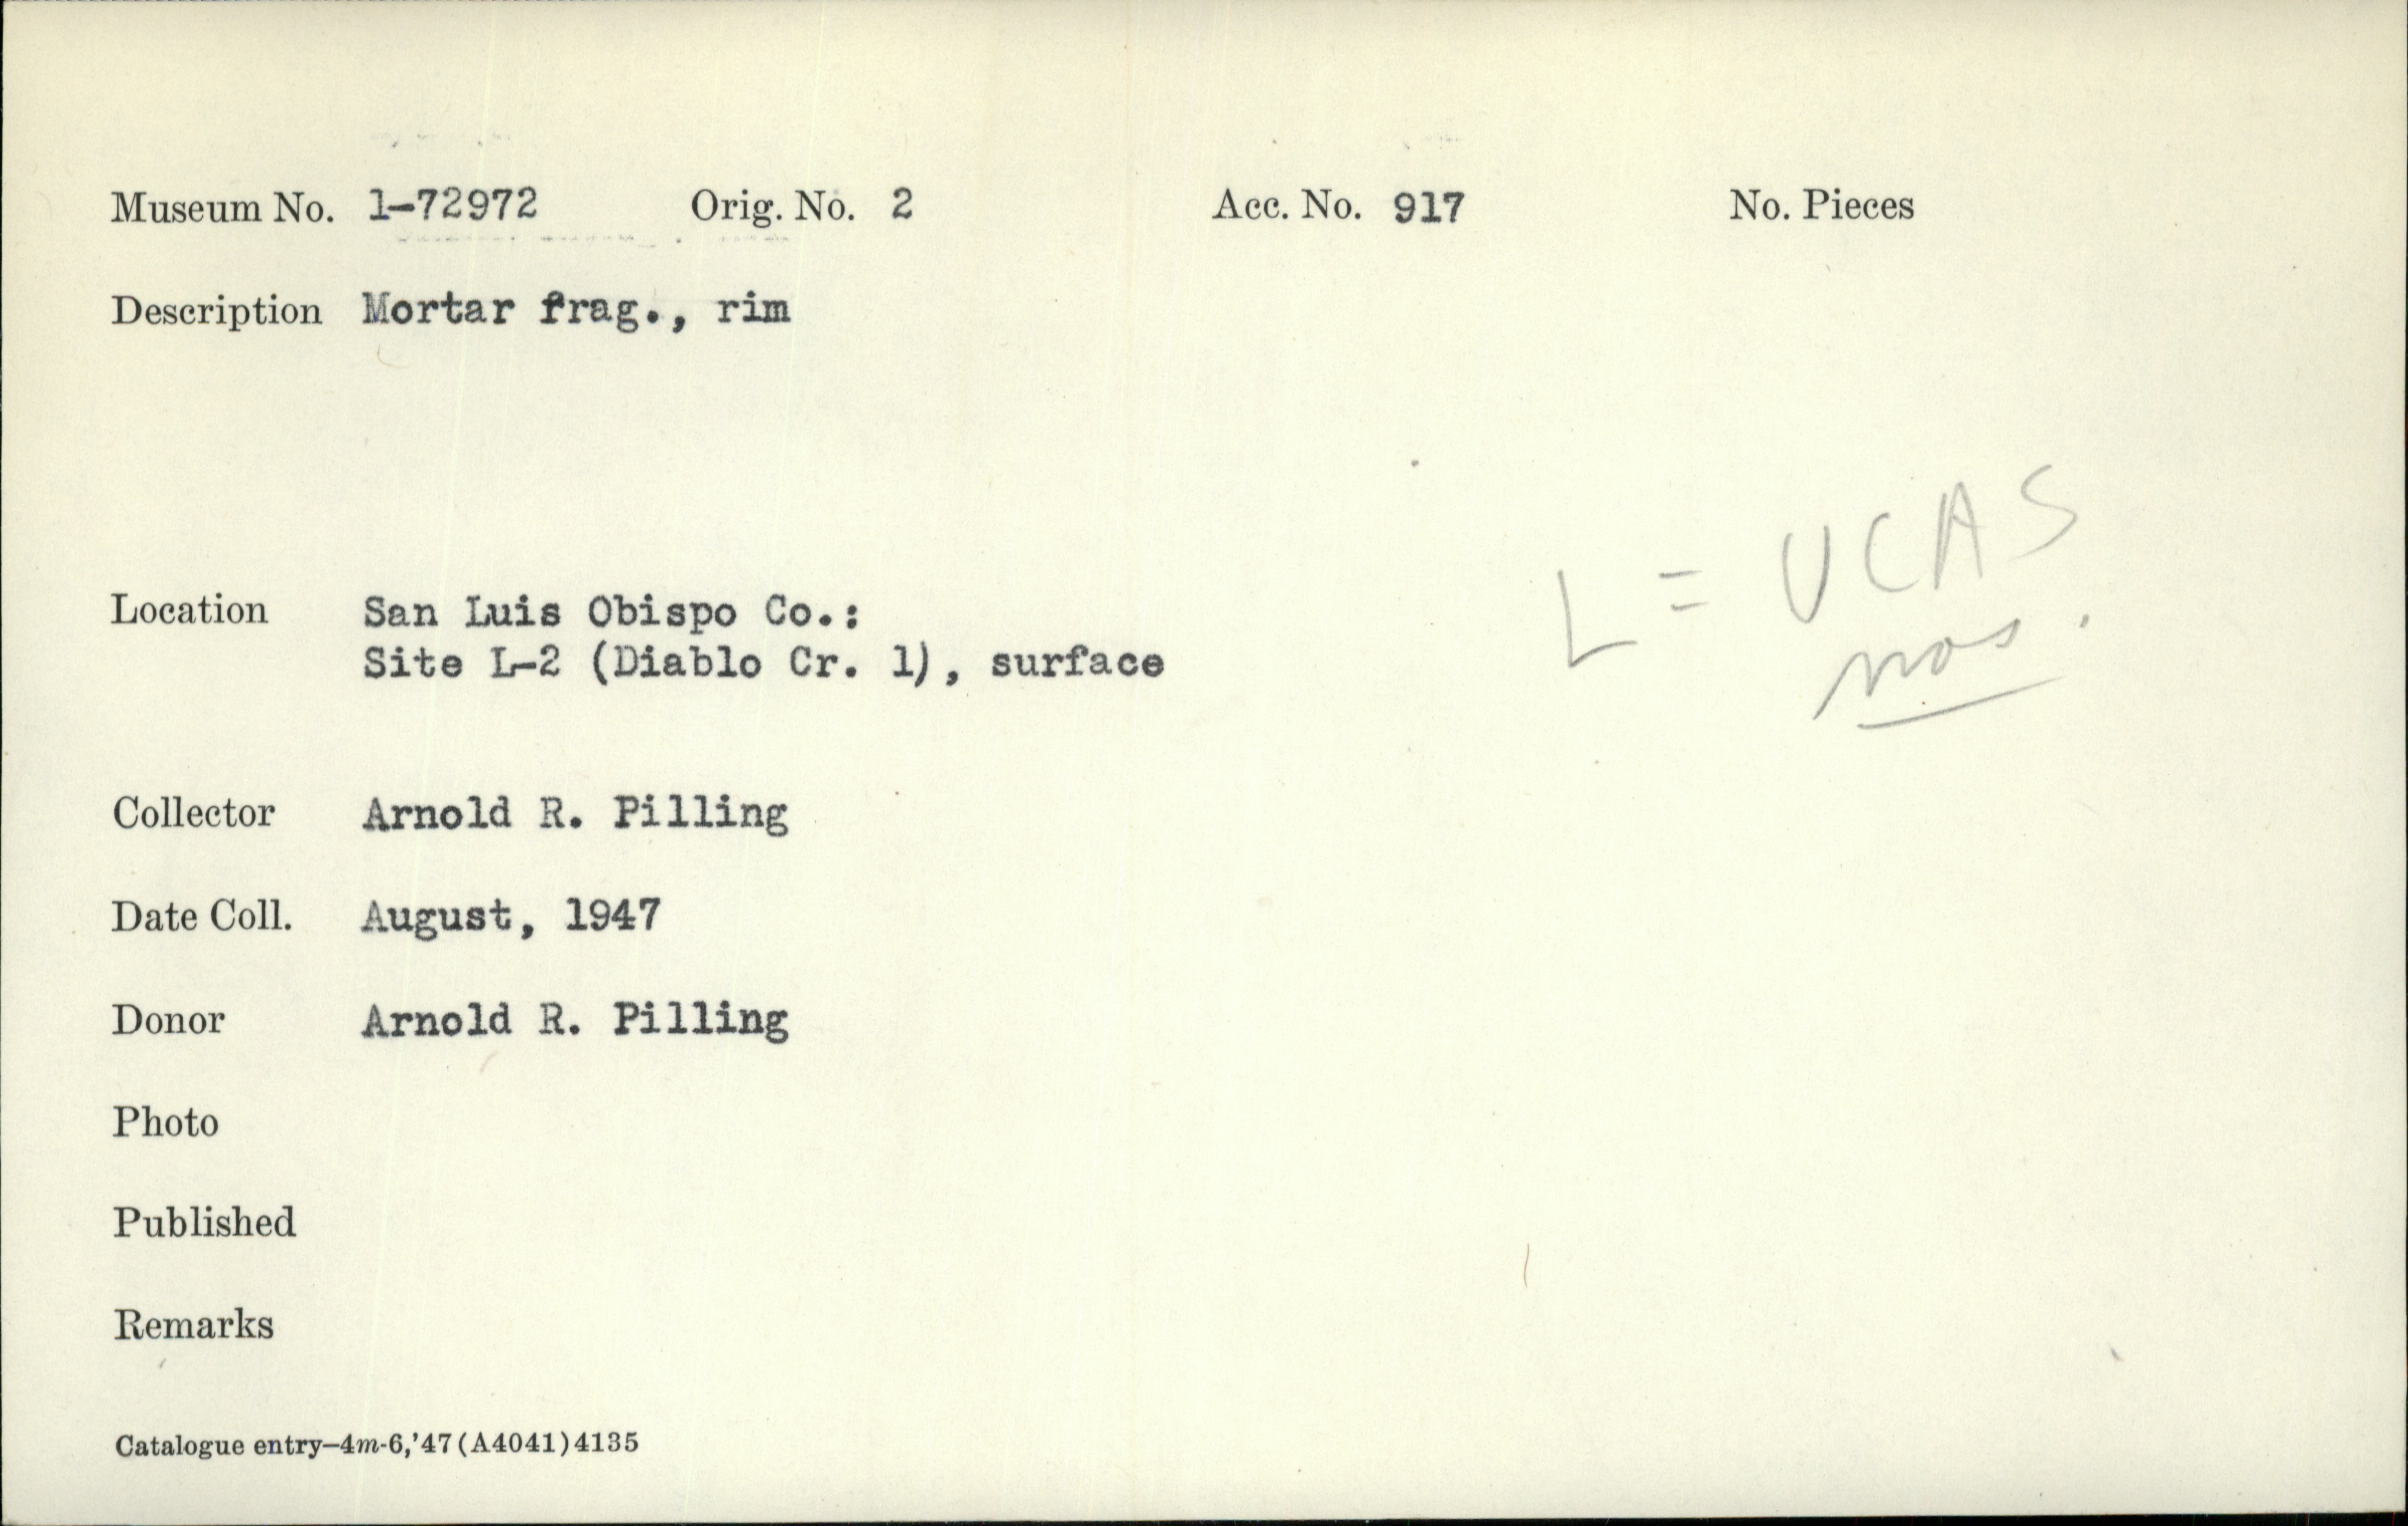 Museum No. 1-72972 Orig. No. 2 Acc. No. 917 No. Pieces
Description Mortar frag., rim
L = UCAS
nos.
Location San Luis Obispo Co.:
Site L-2 (Diablo Cr. 1), surface
Collector Arnold R. Pilling
Date Coll. August, 1947
Donor Arnold R. Pilling
Photo
Published
Remarks
Catalogue entry—4m-6,'47(A4041)4135